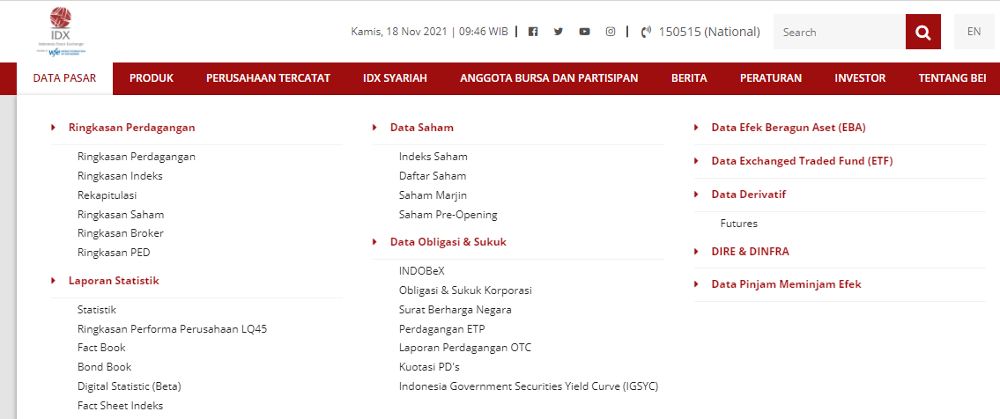 IDX
Indonesia Stock Exchange
Kamis, 18 Nov 2021 | 09:46 WIB
150515 (National)
Search
EN
DATA PASAR PRODUK PERUSAHAAN TERCATAT IDX SYARIAH ANGGOTA BURSA DAN PARTISIPAN BERITA PERATURAN INVESTOR TENTANG BEI
Ringkasan Perdagangan
Ringkasan Perdagangan
Ringkasan Indeks
Rekapitulasi
Ringkasan Saham
Ringkasan Broker
Ringkasan PED
Laporan Statistik
Statistik
Ringkasan Performa Perusahaan LQ45
Fact Book
Bond Book
Digital Statistic (Beta)
Fact Sheet Indeks
Data Saham
Indeks Saham
Daftar Saham
Saham Marjin
Saham Pre-Opening
Data Obligasi & Sukuk
INDOBeX
Obligasi & Sukuk Korporasi
Surat Berharga Negara
Perdagangan ETP
Laporan Perdagangan OTC
Kuotasi PD's
Indonesia Government Securities Yield Curve (IGSYC)
Data Efek Beragun Aset (EBA)
Data Exchanged Traded Fund (ETF)
Data Derivatif
Futures
DIRE & DINFRA
Data Pinjam Meminjam Efek